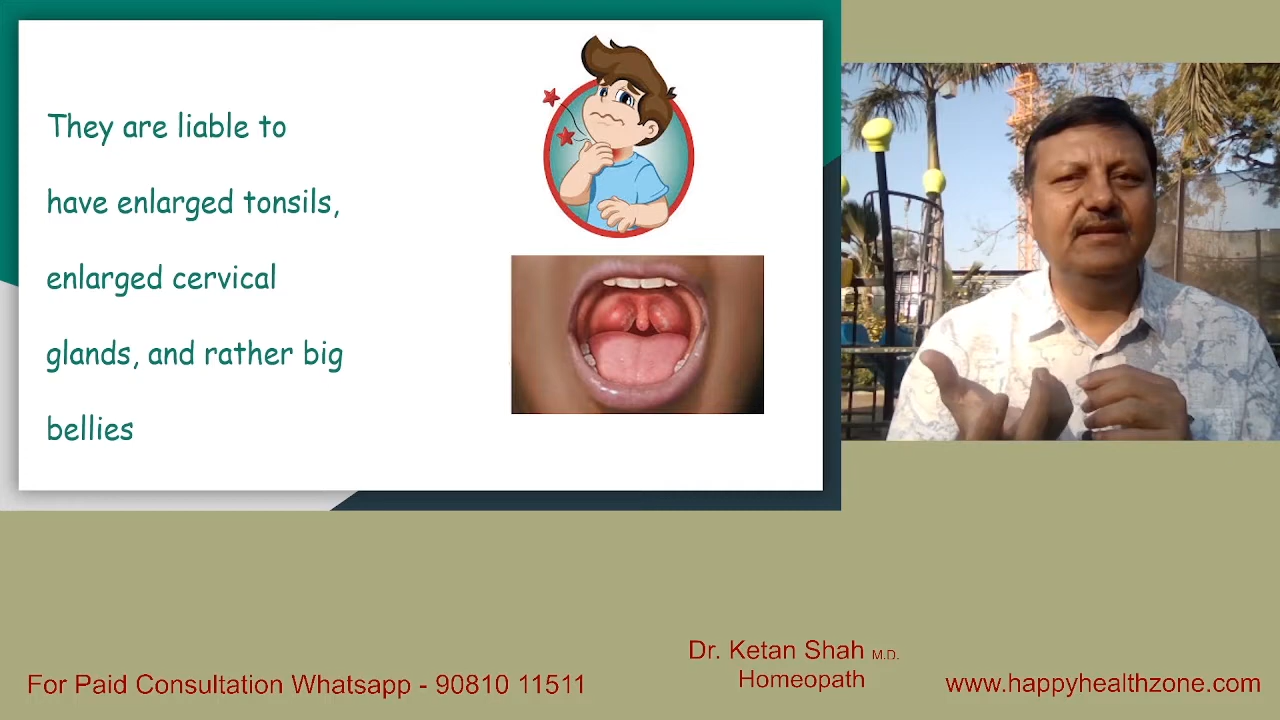 They are liable to
have enlarged tonsils,
enlarged cervical
glands, and rather big
bellies
Dr. Ketan Shah M.D.
Homeopath
For Paid Consultation Whatsapp - 90810 11511
www.happyhealthzone.com